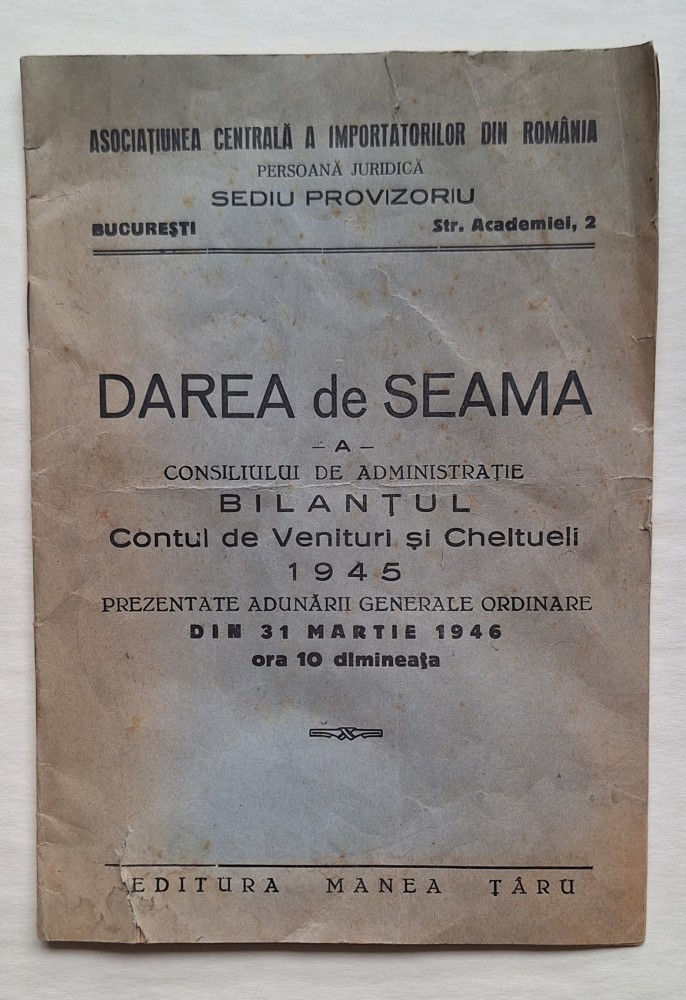 ASOCIAȚIUNEA CENTRALĂ A IMPORTATORILOR DIN ROMÂNIA
PERSOANĂ JURIDICĂ
SEDIU PROVIZORIU
BUCUREȘTI Str. Academiei, 2
DAREA de SEAMA
– A –
CONSILIULUI DE ADMINISTRAȚIE
BILANȚUL
Contul de Venituri și Cheltueli
1945
PREZENTATE ADUNĂRII GENERALE ORDINARE
DIN 31 MARTIE 1946
ora 10 dimineața
EDITURA MANEA ȚÂRU